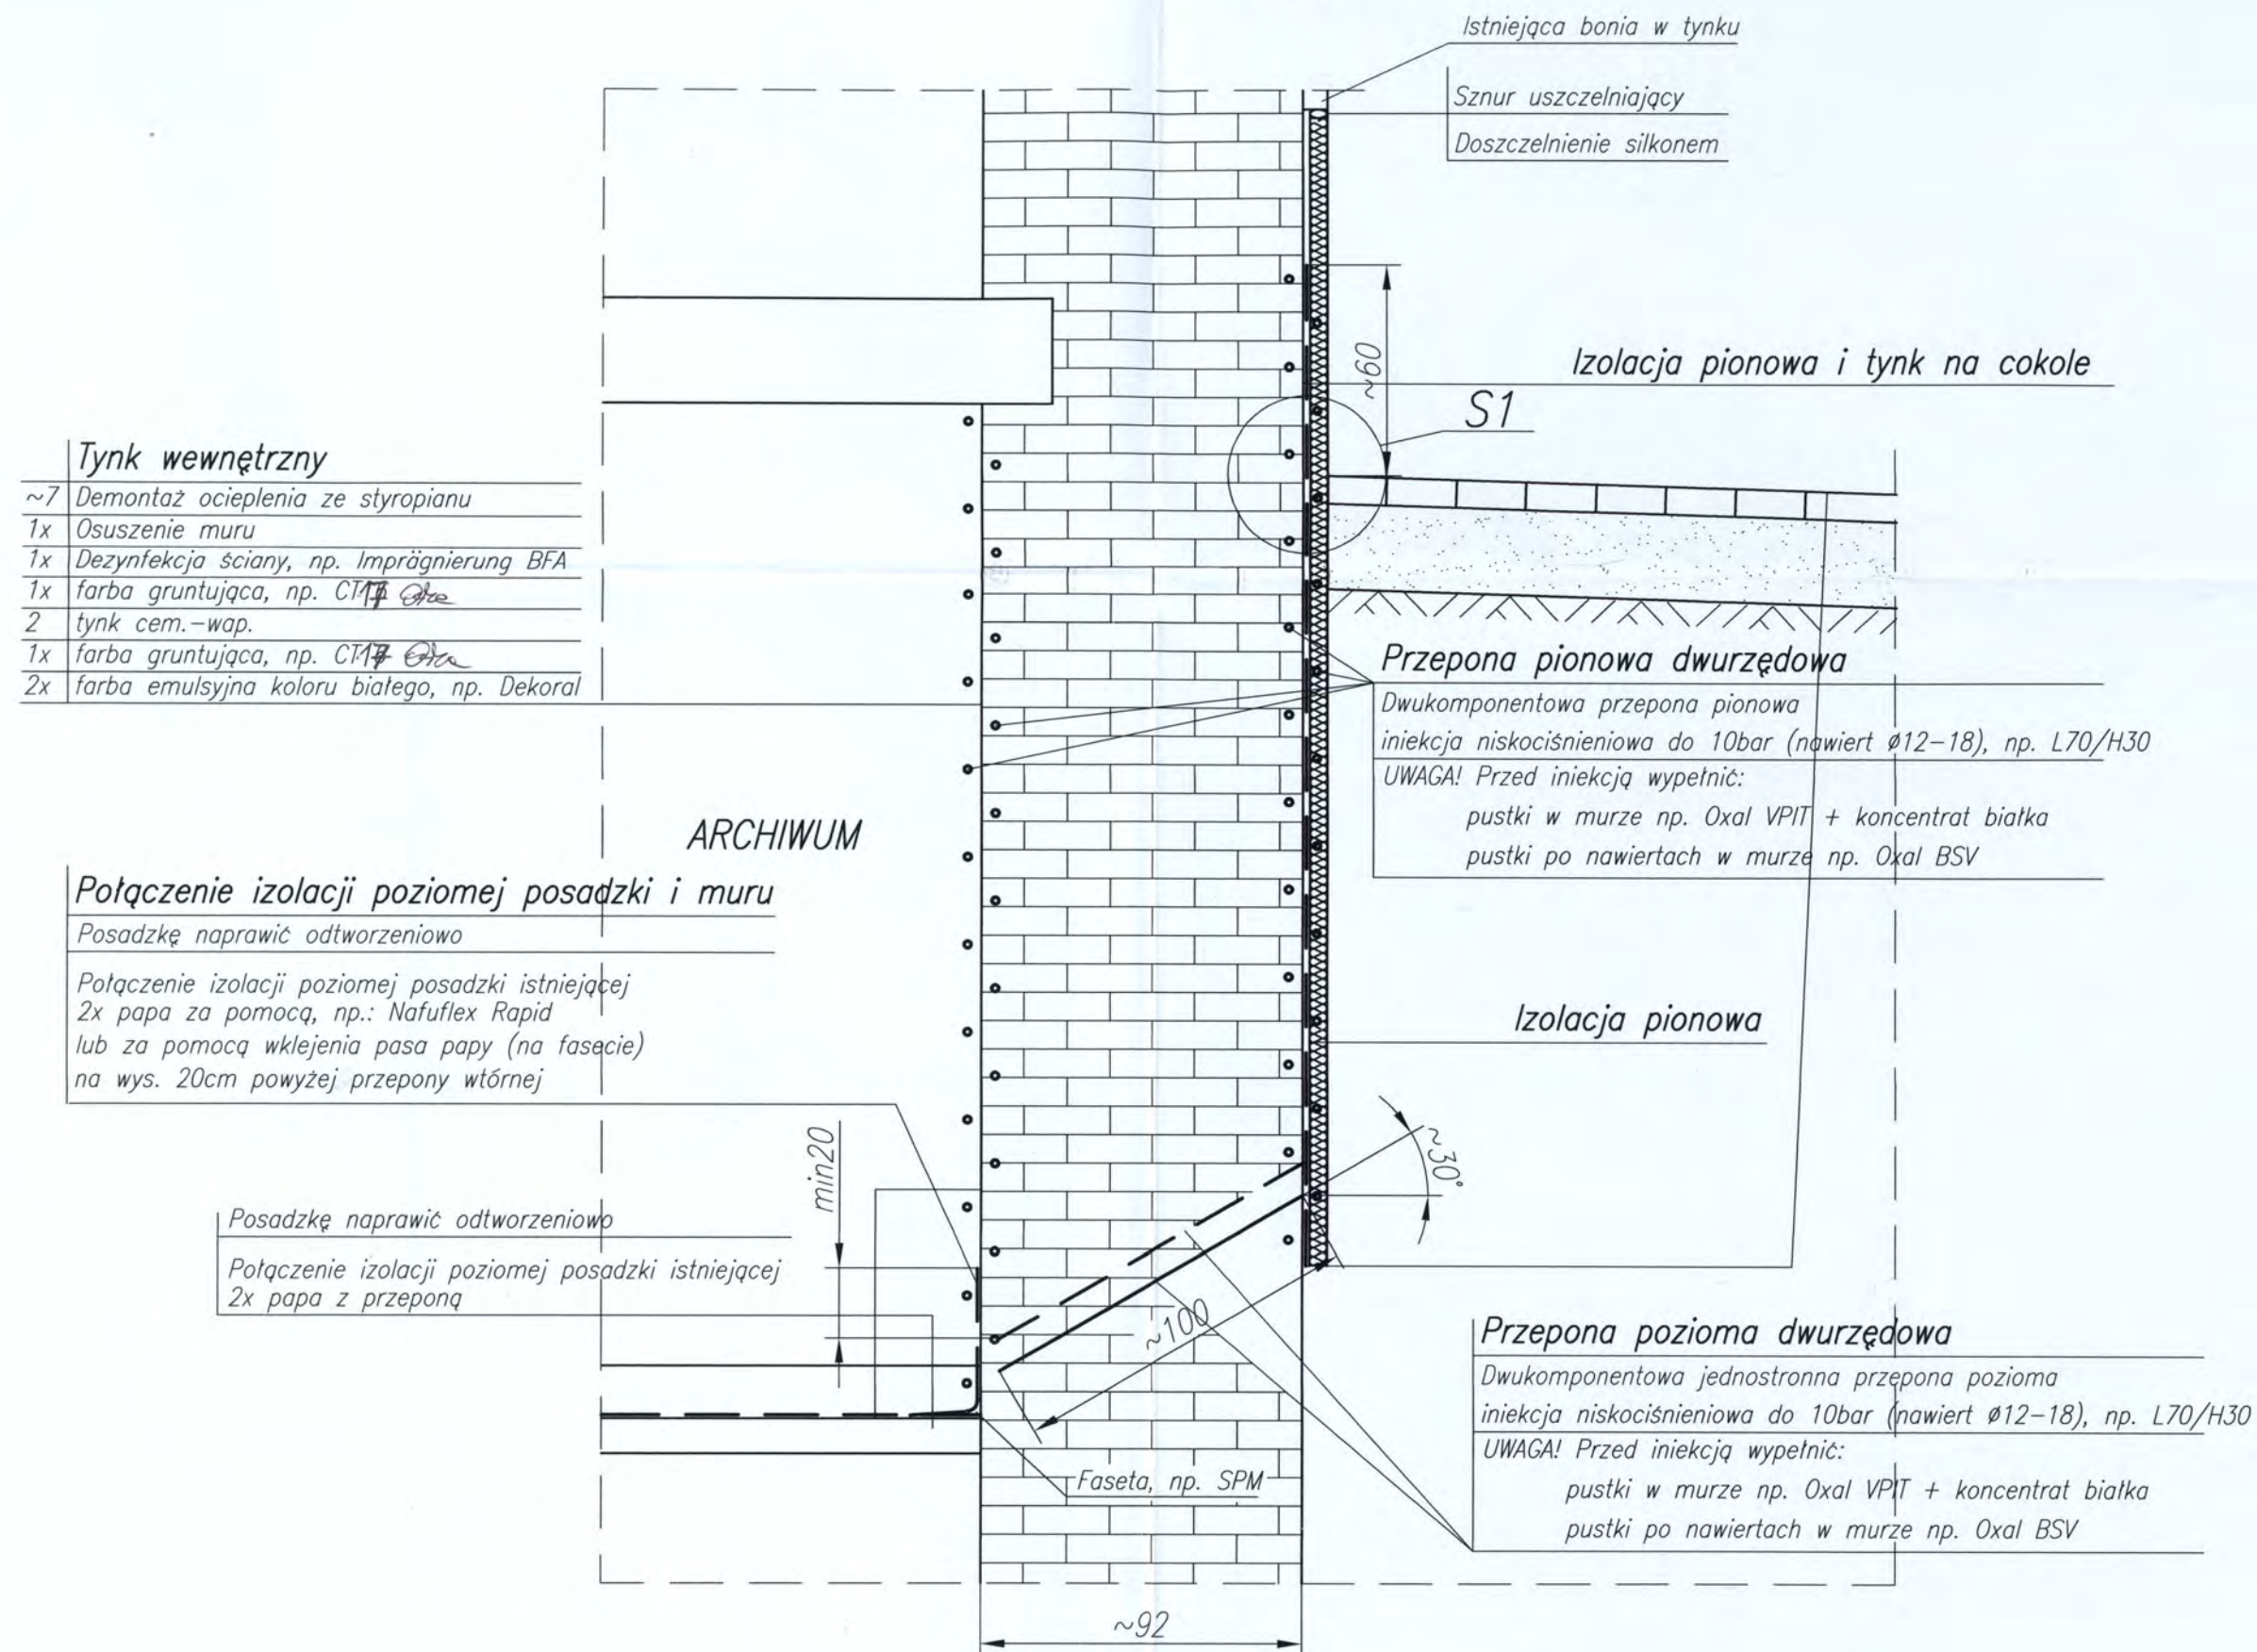 Istniejąca bonia w tynku
Sznur uszczelniający
Doszczelnienie silkonem
~60
Izolacja pionowa i tynk na cokole
S1
Tynk wewnętrzny
~7 Demontaż ocieplenia ze styropianu
1x Osuszenie muru
1x Dezynfekcja ściany, np. Imprägnierung BFA
1x farba gruntująca, np. CT17
2 tynk cem.-wap.
1x farba gruntująca, np. CT17
2x farba emulsyjna koloru białego, np. Dekoral
Przepona pionowa dwurzędowa
Dwukomponentowa przepona pionowa
iniekcja niskociśnieniowa do 10bar (nawiert ø12-18), np. L70/H30
UWAGA! Przed iniekcją wypełnić:
pustki w murze np. Oxal VPIT + koncentrat białka
pustki po nawiertach w murze np. Oxal BSV
ARCHIWUM
Połączenie izolacji poziomej posadzki i muru
Posadzkę naprawić odtworzeniowo
Połączenie izolacji poziomej posadzki istniejącej
2x papa za pomocą, np.: Nafuflex Rapid
lub za pomocą wklejenia pasa papy (na fasecie)
na wys. 20cm powyżej przepony wtórnej
Izolacja pionowa
min20
~30°
Posadzkę naprawić odtworzeniowo
Połączenie izolacji poziomej posadzki istniejącej
2x papa z przeponą
~100
Przepona pozioma dwurzędowa
Dwukomponentowa jednostronna przepona pozioma
iniekcja niskociśnieniowa do 10bar (nawiert ø12-18), np. L70/H30
UWAGA! Przed iniekcją wypełnić:
pustki w murze np. Oxal VPIT + koncentrat białka
pustki po nawiertach w murze np. Oxal BSV
Faseta, np. SPM
~92